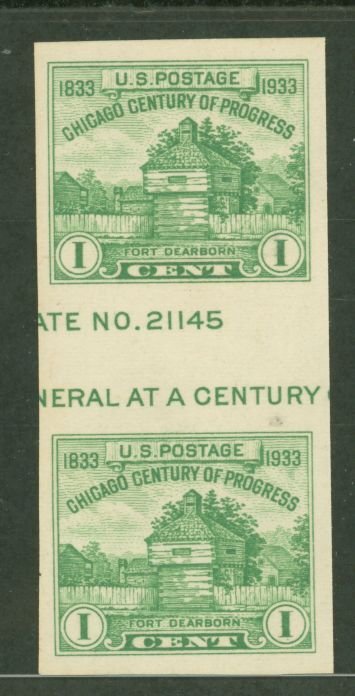 U.S. POSTAGE
1833 1933
CHICAGO CENTURY OF PROGRESS
FORT DEARBORN
1 CENT 1
ATE NO. 21145
NERAL AT A CENTURY
U.S. POSTAGE
1833 1933
CHICAGO CENTURY OF PROGRESS
FORT DEARBORN
1 CENT 1